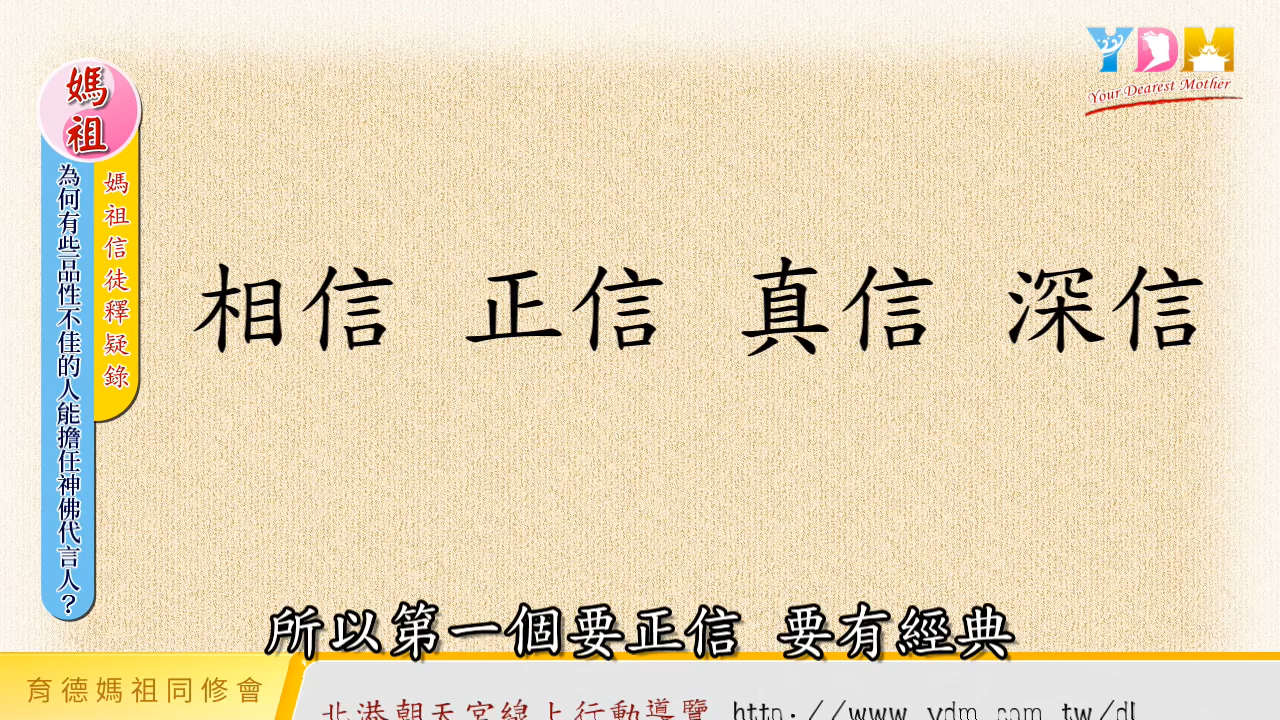 YDM
Your Dearest Mother
媽祖
媽祖信徒釋疑錄
為何有些品性不佳的人能擔任神佛代言人？
相信 正信 真信 深信
所以第一個要正信 要有經典
育德媽祖同修會
北港朝天宮線上行動導覽 http://www.ydm.com.tw/dl